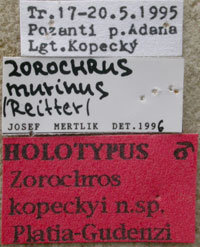 Tr.17-20.5.1995
Pozanti p.Adana
Lgt.Kopecký
ZOROCHRUS
murinus
(Reitter)
JOSEF MERTLIK DET.1996
HOLOTYPUS ♂
Zorochros
kopeckyi n.sp.
Platia-Gudenzi